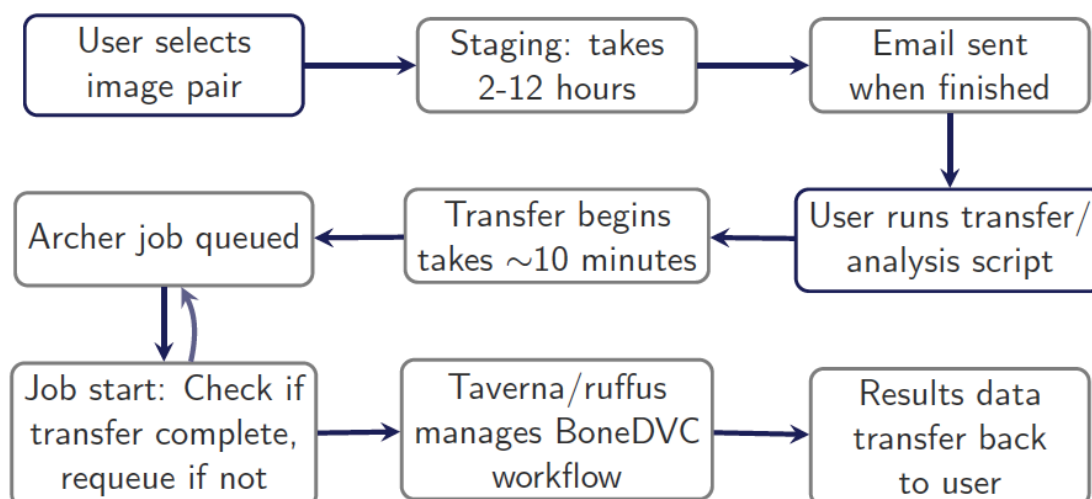 User selects
image pair
Staging: takes
2-12 hours
Email sent
when finished
User runs transfer/
analysis script
Transfer begins
takes ∼10 minutes
Archer job queued
Job start: Check if
transfer complete,
requeue if not
Taverna/ruffus
manages BoneDVC
workflow
Results data
transfer back
to user